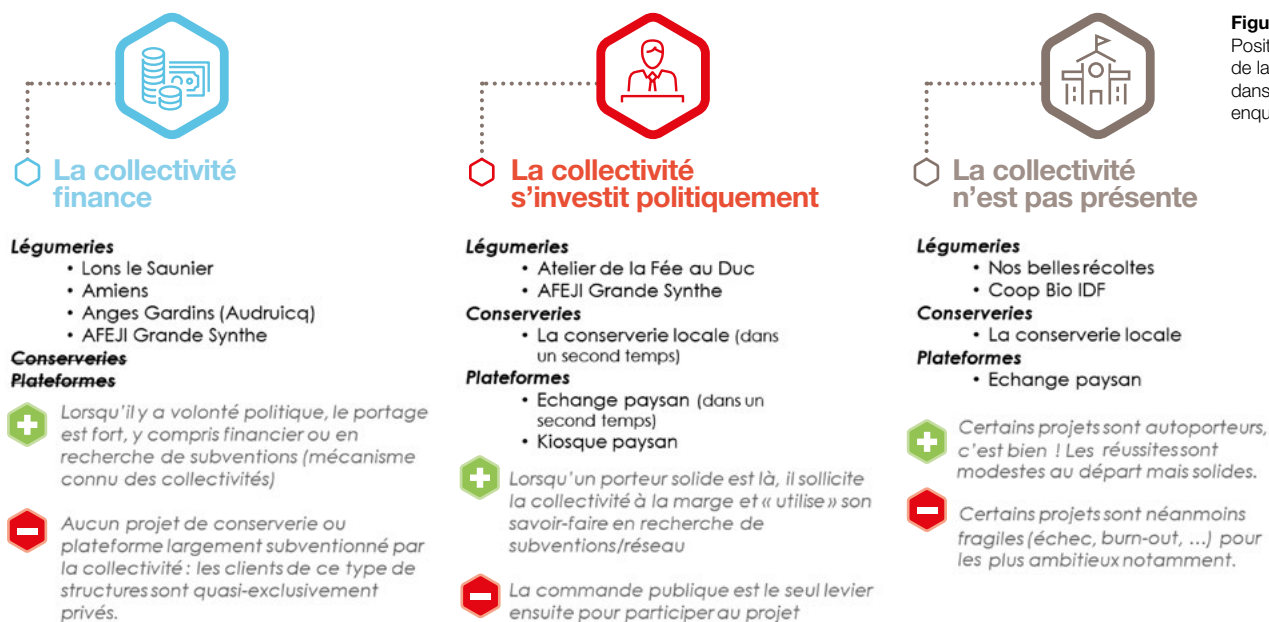 La collectivité
finance
Légumeries
• Lons le Saunier
• Amiens
• Anges Gardins (Audruicq)
• AFEJI Grande Synthe
Conserveries
Plateformes
Lorsqu'il y a volonté politique, le portage
est fort, y compris financier ou en
recherche de subventions (mécanisme
connu des collectivités)
Aucun projet de conserverie ou
plateforme largement subventionné par
la collectivité : les clients de ce type de
structures sont quasi-exclusivement
privés.
La collectivité
s'investit politiquement
Légumeries
• Atelier de la Fée au Duc
• AFEJI Grande Synthe
Conserveries
• La conserverie locale (dans
un second temps)
Plateformes
• Echange paysan (dans un
second temps)
• Kiosque paysan
Lorsqu'un porteur solide est là, il sollicite
la collectivité à la marge et « utilise » son
savoir-faire en recherche de
subventions/réseau
La commande publique est le seul levier
ensuite pour participer au projet
La collectivité
n'est pas présente
Légumeries
• Nos belles récoltes
• Coop Bio IDF
Conserveries
• La conserverie locale
Plateformes
• Echange paysan
Certains projets sont autoporteurs,
c'est bien ! Les réussites sont
modestes au départ mais solides.
Certains projets sont néanmoins
fragiles (échec, burn-out, ...) pour
les plus ambitieux notamment.
Figu
Posit
de la
dans
enqu